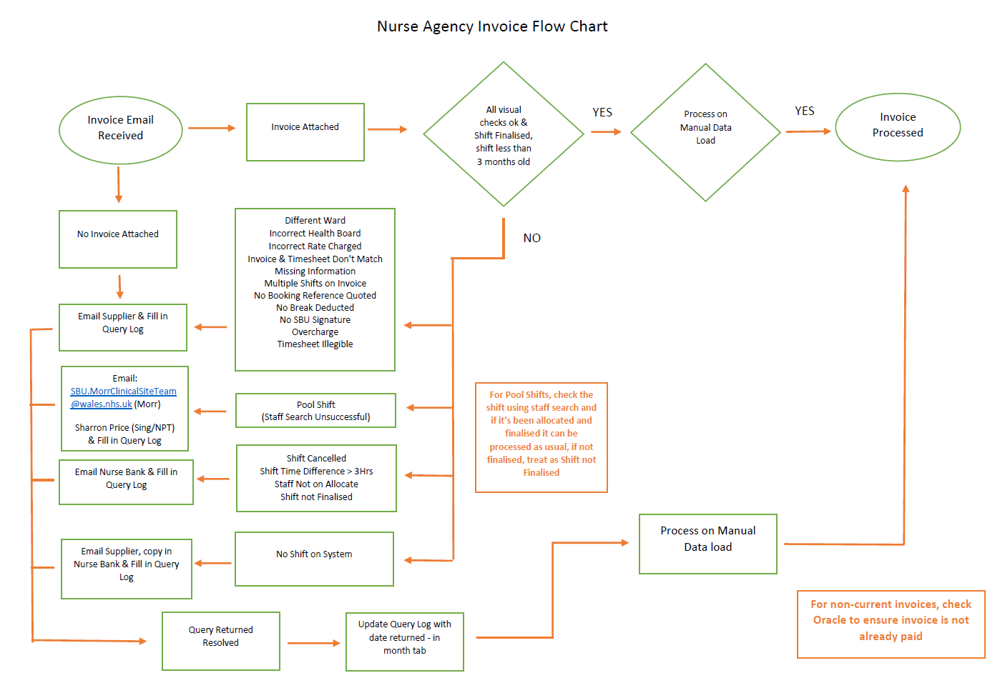 Nurse Agency Invoice Flow Chart
Invoice Email
Received
Invoice Attached
All visual
checks ok &
Shift Finalised,
shift less than
3 months old
YES
Process on
Manual Data
Load
YES
Invoice
Processed
NO
No Invoice Attached
Different Ward
Incorrect Health Board
Incorrect Rate Charged
Invoice & Timesheet Don't Match
Missing Information
Multiple Shifts on Invoice
No Booking Reference Quoted
No Break Deducted
No SBU Signature
Overcharge
Timesheet Illegible
Email Supplier & Fill in
Query Log
Email:
SBU.MorrClinicalSiteTeam
@wales.nhs.uk (Morr)
Sharron Price (Sing/NPT)
& Fill in Query Log
Pool Shift
(Staff Search Unsuccessful)
For Pool Shifts, check the
shift using staff search and
if it's been allocated and
finalised it can be
processed as usual, if not
finalised, treat as Shift not
Finalised
Email Nurse Bank & Fill in
Query Log
Shift Cancelled
Shift Time Difference > 3Hrs
Staff Not on Allocate
Shift not Finalised
Email Supplier, copy in
Nurse Bank & Fill in Query
Log
No Shift on System
Process on Manual
Data load
Query Returned
Resolved
Update Query Log with
date returned - in
month tab
For non-current invoices, check
Oracle to ensure invoice is not
already paid